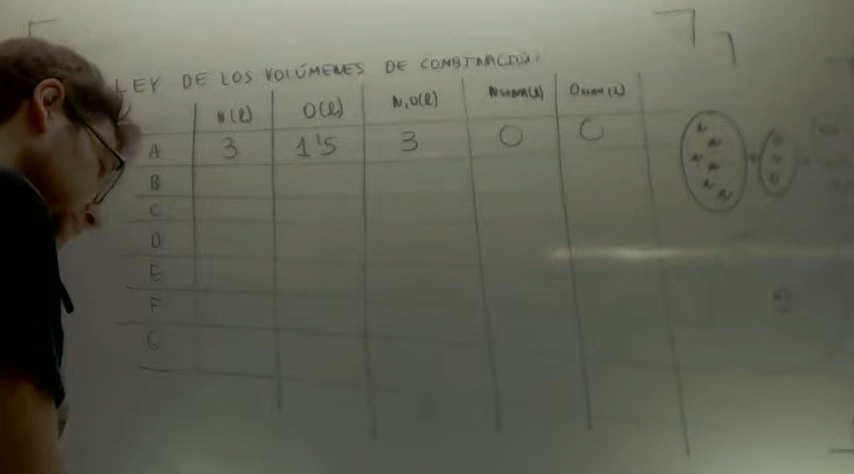 LEY DE LOS VOLÚMENES DE COMBINACIÓN:
N(l) O(l) N₂O(l)
A 3 1'5 3 0 0
B
C
D
E
F
G